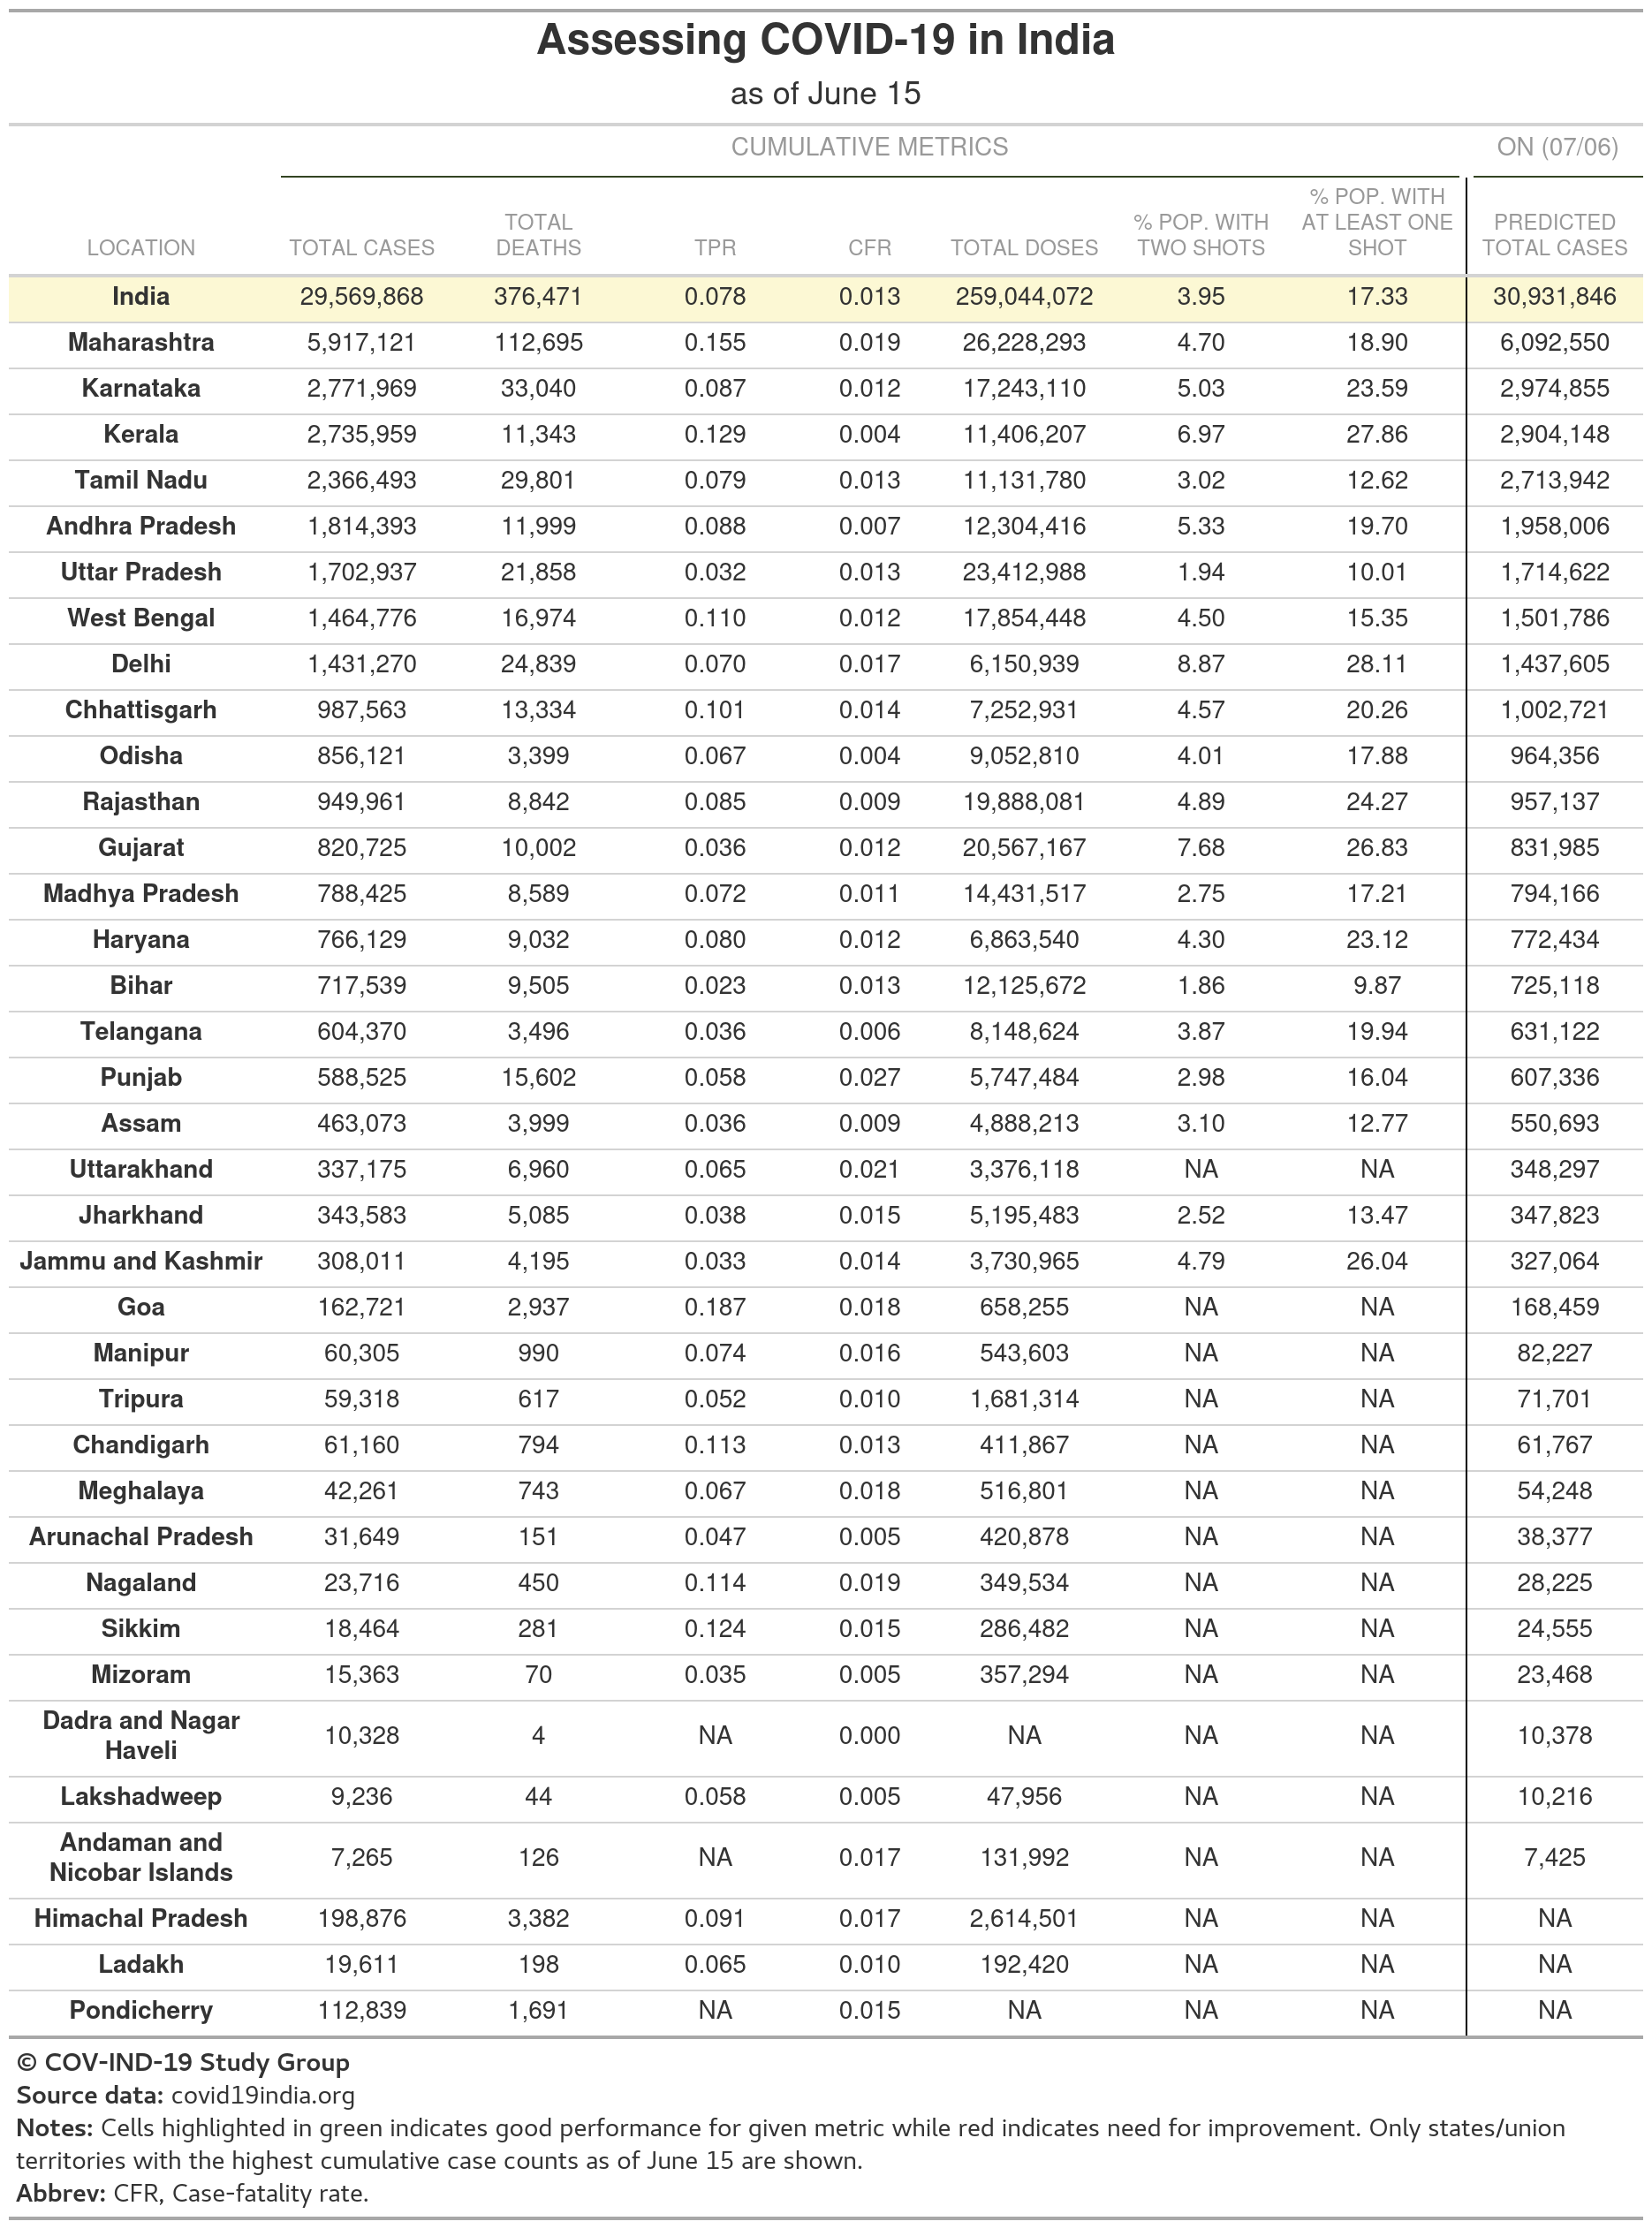 Assessing COVID-19 in India
as of June 15
CUMULATIVE METRICS ON (07/06)
LOCATION TOTAL CASES TOTAL DEATHS TPR CFR TOTAL DOSES % POP. WITH TWO SHOTS % POP. WITH AT LEAST ONE SHOT PREDICTED TOTAL CASES
India 29,569,868 376,471 0.078 0.013 259,044,072 3.95 17.33 30,931,846
Maharashtra 5,917,121 112,695 0.155 0.019 26,228,293 4.70 18.90 6,092,550
Karnataka 2,771,969 33,040 0.087 0.012 17,243,110 5.03 23.59 2,974,855
Kerala 2,735,959 11,343 0.129 0.004 11,406,207 6.97 27.86 2,904,148
Tamil Nadu 2,366,493 29,801 0.079 0.013 11,131,780 3.02 12.62 2,713,942
Andhra Pradesh 1,814,393 11,999 0.088 0.007 12,304,416 5.33 19.70 1,958,006
Uttar Pradesh 1,702,937 21,858 0.032 0.013 23,412,988 1.94 10.01 1,714,622
West Bengal 1,464,776 16,974 0.110 0.012 17,854,448 4.50 15.35 1,501,786
Delhi 1,431,270 24,839 0.070 0.017 6,150,939 8.87 28.11 1,437,605
Chhattisgarh 987,563 13,334 0.101 0.014 7,252,931 4.57 20.26 1,002,721
Odisha 856,121 3,399 0.067 0.004 9,052,810 4.01 17.88 964,356
Rajasthan 949,961 8,842 0.085 0.009 19,888,081 4.89 24.27 957,137
Gujarat 820,725 10,002 0.036 0.012 20,567,167 7.68 26.83 831,985
Madhya Pradesh 788,425 8,589 0.072 0.011 14,431,517 2.75 17.21 794,166
Haryana 766,129 9,032 0.080 0.012 6,863,540 4.30 23.12 772,434
Bihar 717,539 9,505 0.023 0.013 12,125,672 1.86 9.87 725,118
Telangana 604,370 3,496 0.036 0.006 8,148,624 3.87 19.94 631,122
Punjab 588,525 15,602 0.058 0.027 5,747,484 2.98 16.04 607,336
Assam 463,073 3,999 0.036 0.009 4,888,213 3.10 12.77 550,693
Uttarakhand 337,175 6,960 0.065 0.021 3,376,118 NA NA 348,297
Jharkhand 343,583 5,085 0.038 0.015 5,195,483 2.52 13.47 347,823
Jammu and Kashmir 308,011 4,195 0.033 0.014 3,730,965 4.79 26.04 327,064
Goa 162,721 2,937 0.187 0.018 658,255 NA NA 168,459
Manipur 60,305 990 0.074 0.016 543,603 NA NA 82,227
Tripura 59,318 617 0.052 0.010 1,681,314 NA NA 71,701
Chandigarh 61,160 794 0.113 0.013 411,867 NA NA 61,767
Meghalaya 42,261 743 0.067 0.018 516,801 NA NA 54,248
Arunachal Pradesh 31,649 151 0.047 0.005 420,878 NA NA 38,377
Nagaland 23,716 450 0.114 0.019 349,534 NA NA 28,225
Sikkim 18,464 281 0.124 0.015 286,482 NA NA 24,555
Mizoram 15,363 70 0.035 0.005 357,294 NA NA 23,468
Dadra and Nagar Haveli 10,328 4 NA 0.000 NA NA NA 10,378
Lakshadweep 9,236 44 0.058 0.005 47,956 NA NA 10,216
Andaman and Nicobar Islands 7,265 126 NA 0.017 131,992 NA NA 7,425
Himachal Pradesh 198,876 3,382 0.091 0.017 2,614,501 NA NA NA
Ladakh 19,611 198 0.065 0.010 192,420 NA NA NA
Pondicherry 112,839 1,691 NA 0.015 NA NA NA NA
© COV-IND-19 Study Group
Source data: covid19india.org
Notes: Cells highlighted in green indicates good performance for given metric while red indicates need for improvement. Only states/union
territories with the highest cumulative case counts as of June 15 are shown.
Abbrev: CFR, Case-fatality rate.